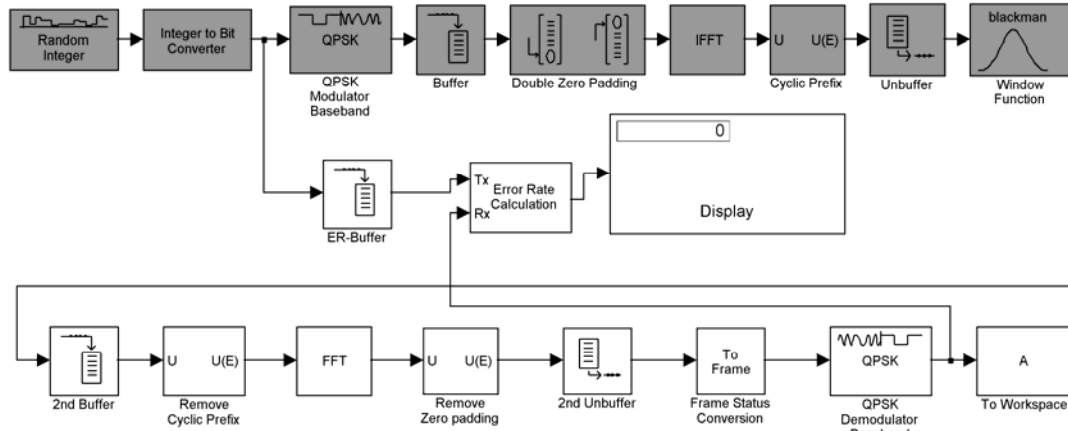 Random
Integer
Integer to Bit
Converter
QPSK
QPSK
Modulator
Baseband
Buffer
Double Zero Padding
IFFT
U U(E)
Cyclic Prefix
Unbuffer
blackman
Window
Function
ER-Buffer
Tx
Rx
Error Rate
Calculation
0
Display
2nd Buffer
U U(E)
Remove
Cyclic Prefix
FFT
U U(E)
Remove
Zero padding
2nd Unbuffer
To
Frame
Frame Status
Conversion
QPSK
QPSK
Demodulator
A
To Workspace